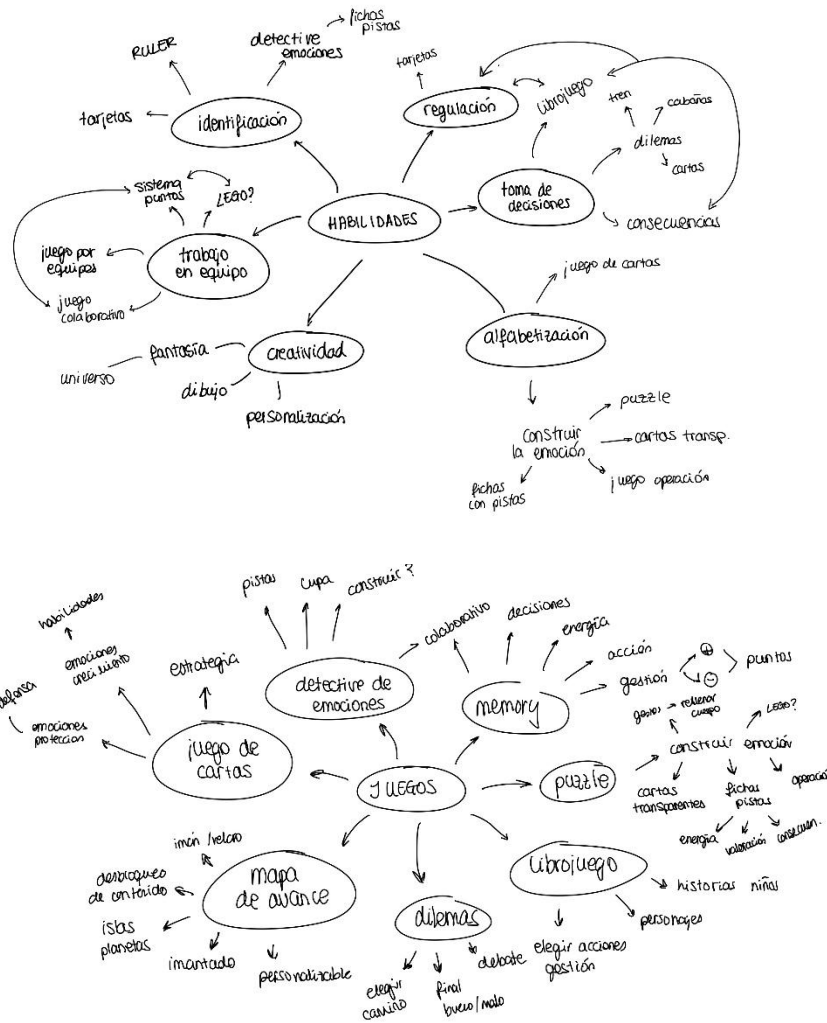 RULER
detective
emociones
fichas
pistas
tarjetas
identificación
tarjetas
regulación
librojuego
tren
cabañas
dilemas
cartas
toma de
decisiones
consecuencias
HABILIDADES
sistema
puntos
LEGO?
juego por
equipos
trabajo
en equipo
juego
colaborativo
creatividad
fantasía
universo
dibujo
personalización
juego de cartas
alfabetización
construir
la emoción
puzzle
cartas transp.
juego operación
fichas
con pistas
pistas
cupa
construir?
colaborativo
decisiones
energía
acción
gestión
+
-
puntos
habilidades
emociones
crecimiento
estrategia
defensa
emociones
proteccion
detective de
emociones
memory
juego de
cartas
JUEGOS
puzzle
gestos
rellenar
cuerpo
LEGO?
construir emoción
cartas
transparentes
fichas
pistas
operación
energía
valoración
consecuen.
imán/velcro
desbloqueo
de contenido
islas
planetas
imantado
personalizable
mapa
de avance
dilemas
elegir
camino
final
bueno/malo
debate
librojuego
elegir acciones
gestión
historias niños
personajes